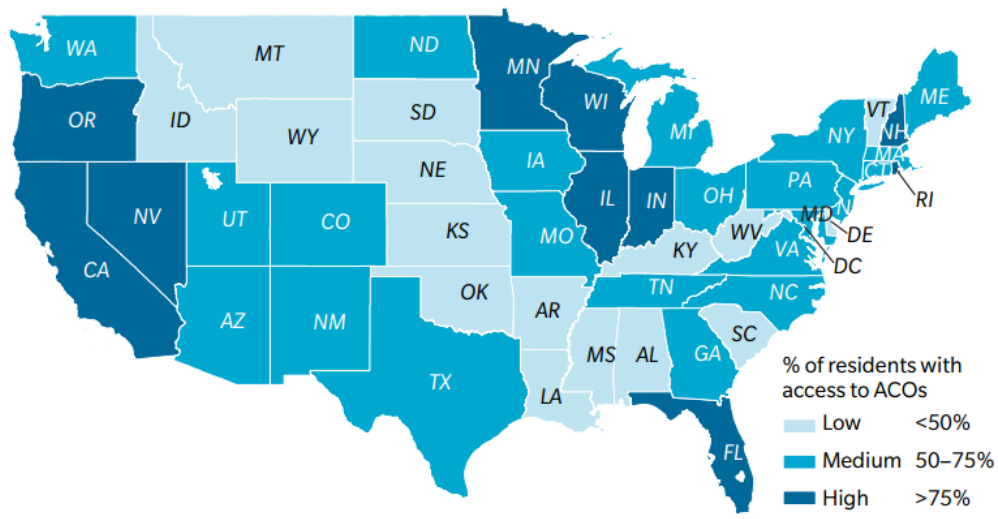 WA
MT
ND
MN
OR
ID
WY
SD
WI
MI
NY
VT
NH
ME
MA
CT
RI
NV
UT
CO
NE
IA
IL
IN
OH
PA
MD
DE
DC
CA
AZ
NM
KS
MO
KY
WV
VA
OK
AR
TN
NC
TX
LA
MS
AL
GA
SC
FL
% of residents with
access to ACOs
Low <50%
Medium 50–75%
High >75%